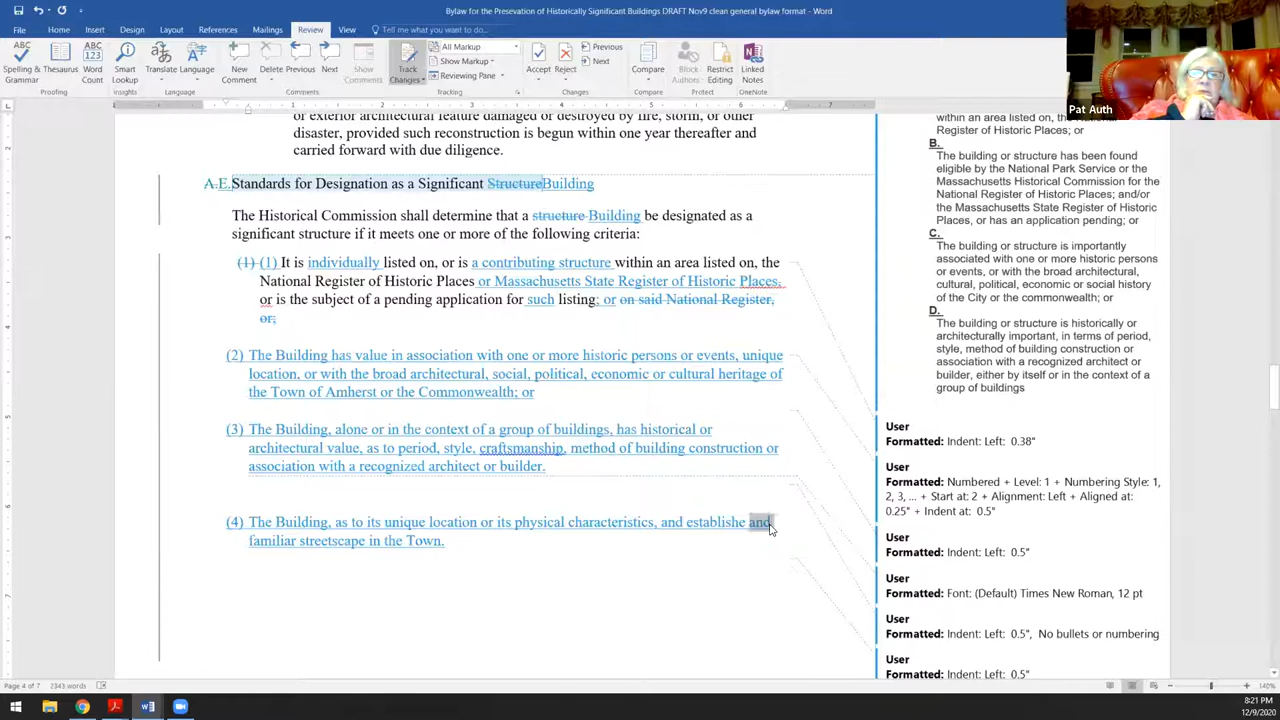 Bylaw for the Presevation of Historically Significant Buildings DRAFT Nov9 clean general bylaw format - Word
File Home Insert Design Layout References Mailings Review View Tell me what you want to do...
Spelling & Grammar Thesaurus Word Count Smart Lookup Translate Language New Comment Delete Previous Next Show Comments Track Changes All Markup Show Markup Reviewing Pane Accept Reject Previous Next Compare Block Authors Restrict Editing Linked Notes
Proofing Insights Language Comments Tracking Changes Compare Protect OneNote
Pat Auth
or exterior architectural feature damaged or destroyed by fire, storm, or other
disaster, provided such reconstruction is begun within one year thereafter and
carried forward with due diligence.
A.E.Standards for Designation as a Significant StructureBuilding
The Historical Commission shall determine that a structure Building be designated as a
significant structure if it meets one or more of the following criteria:
(1) (1) It is individually listed on, or is a contributing structure within an area listed on, the
National Register of Historic Places or Massachusetts State Register of Historic Places,
or is the subject of a pending application for such listing; or on said National Register,
or;
(2) The Building has value in association with one or more historic persons or events, unique
location, or with the broad architectural, social, political, economic or cultural heritage of
the Town of Amherst or the Commonwealth; or
(3) The Building, alone or in the context of a group of buildings, has historical or
architectural value, as to period, style, craftsmanship, method of building construction or
association with a recognized architect or builder.
(4) The Building, as to its unique location or its physical characteristics, and establishe and
familiar streetscape in the Town.
within an area listed on, the National
Register of Historic Places; or
B.
The building or structure has been found
eligible by the National Park Service or the
Massachusetts Historical Commission for the
National Register of Historic Places; and/or
the Massachusetts State Register of Historic
Places, or has an application pending; or
C.
The building or structure is importantly
associated with one or more historic persons
or events, or with the broad architectural,
cultural, political, economic or social history
of the City or the commonwealth; or
D.
The building or structure is historically or
architecturally important, in terms of period,
style, method of building construction or
association with a recognized architect or
builder, either by itself or in the context of a
group of buildings
User
Formatted: Indent: Left: 0.38"
User
Formatted: Numbered + Level: 1 + Numbering Style: 1,
2, 3, ... + Start at: 2 + Alignment: Left + Aligned at:
0.25" + Indent at: 0.5"
User
Formatted: Indent: Left: 0.5"
User
Formatted: Font: (Default) Times New Roman, 12 pt
User
Formatted: Indent: Left: 0.5", No bullets or numbering
User
Formatted: Indent: Left: 0.5"
Page 4 of 7 2343 words 140%
8:21 PM
12/9/2020